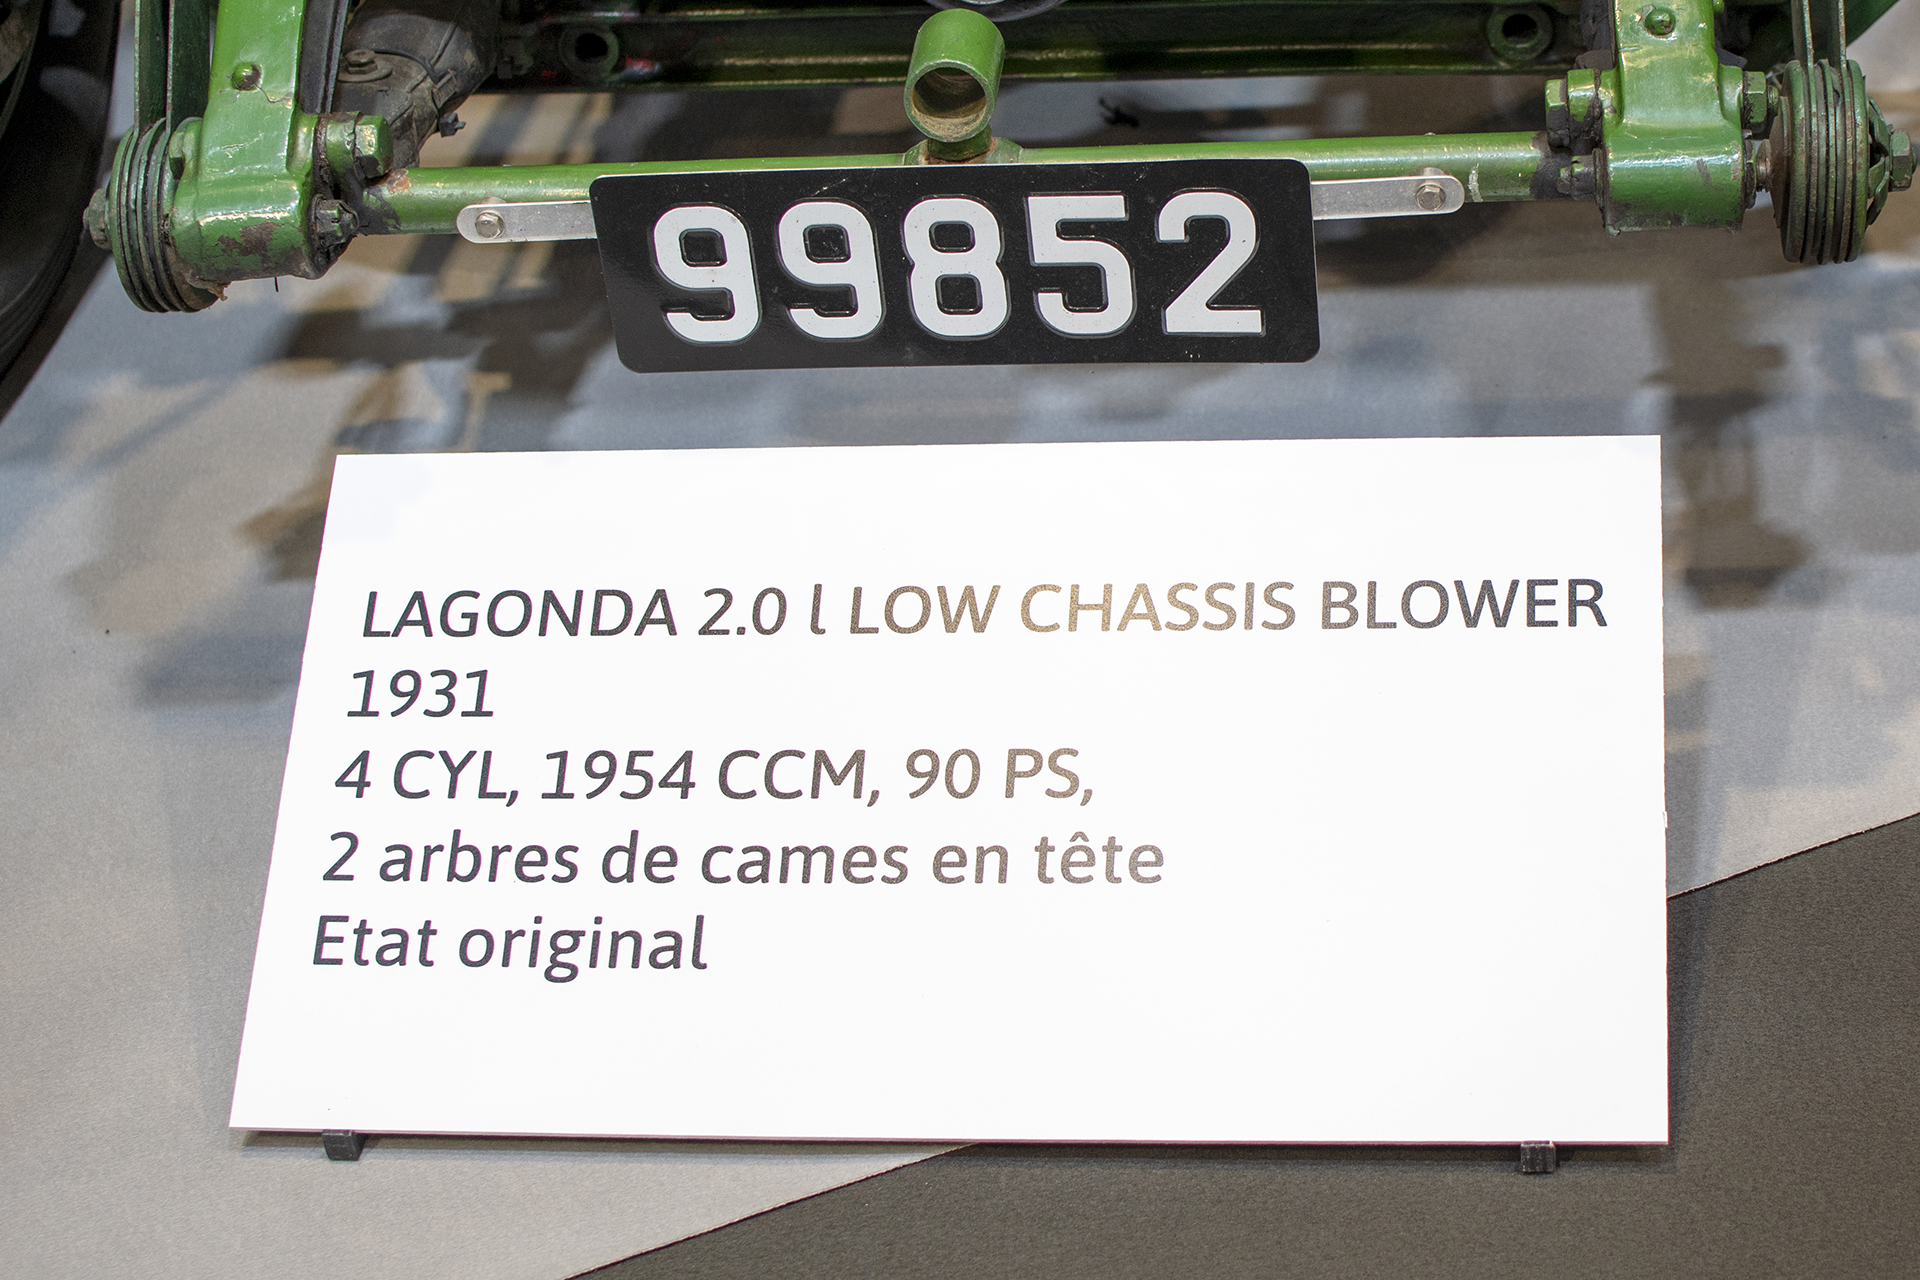 99852
LAGONDA 2.0 l LOW CHASSIS BLOWER
1931
4 CYL, 1954 CCM, 90 PS,
2 arbres de cames en tête
Etat original